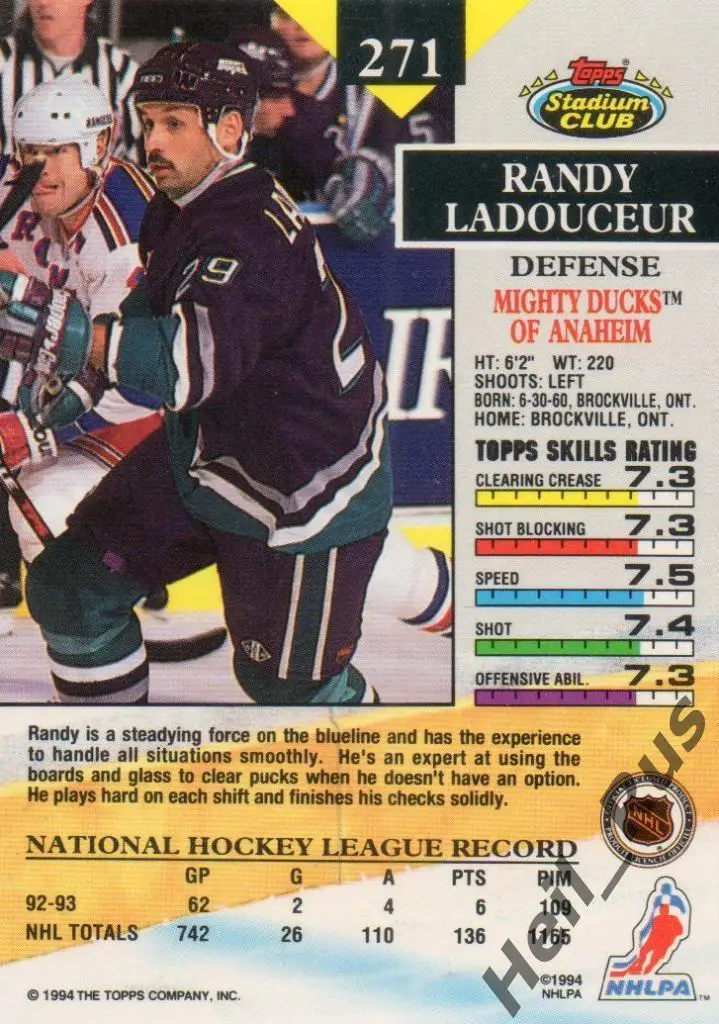 271
Topps
Stadium
CLUB
RANDY
LADOUCEUR
DEFENSE
MIGHTY DUCKS™
OF ANAHEIM
HT: 6'2" WT: 220
SHOOTS: LEFT
BORN: 6-30-60, BROCKVILLE, ONT.
HOME: BROCKVILLE, ONT.
TOPPS SKILLS RATING
CLEARING CREASE 7.3
SHOT BLOCKING 7.3
SPEED 7.5
SHOT 7.4
OFFENSIVE ABIL. 7.3
29
Randy is a steadying force on the blueline and has the experience
to handle all situations smoothly. He's an expert at using the
boards and glass to clear pucks when he doesn't have an option.
He plays hard on each shift and finishes his checks solidly.
NATIONAL HOCKEY LEAGUE RECORD
GP G A PTS PIM
92-93 62 2 4 6 109
NHL TOTALS 742 26 110 136 1165
NHL
NHLPA
© 1994 THE TOPPS COMPANY, INC.
©1994
NHLPA